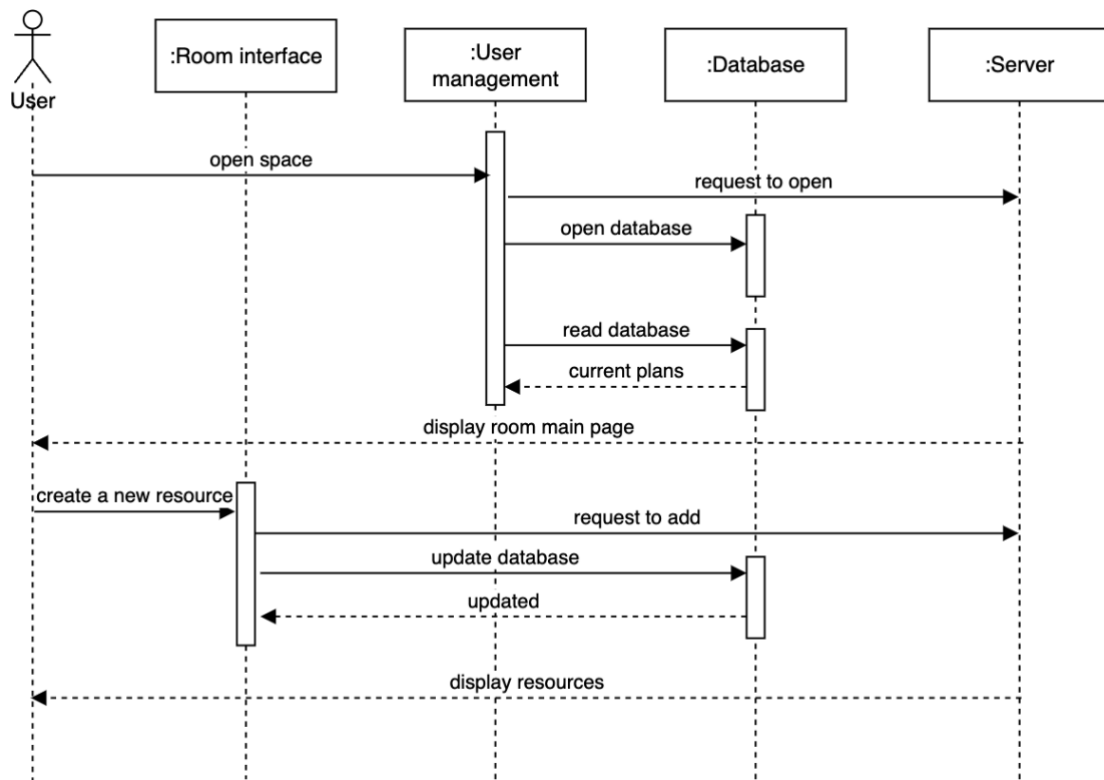 User
:Room interface
:User
management
:Database
:Server
open space
request to open
open database
read database
current plans
display room main page
create a new resource
request to add
update database
updated
display resources